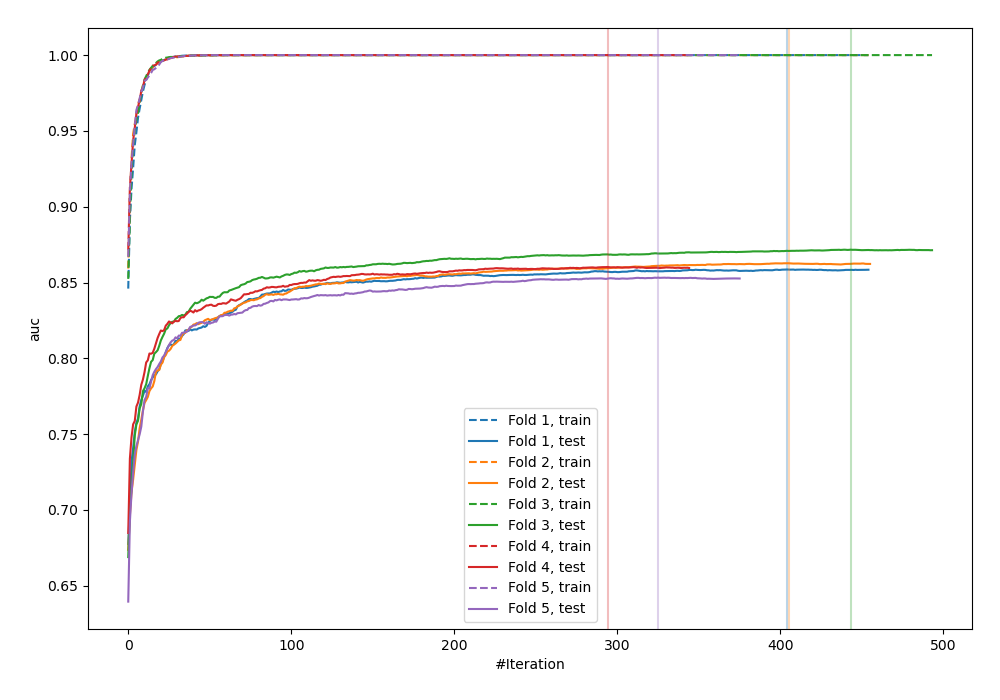 1.00
0.95
0.90
0.85
0.80
0.75
0.70
0.65
auc
Fold 1, train
Fold 1, test
Fold 2, train
Fold 2, test
Fold 3, train
Fold 3, test
Fold 4, train
Fold 4, test
Fold 5, train
Fold 5, test
0 100 200 300 400 500
#Iteration